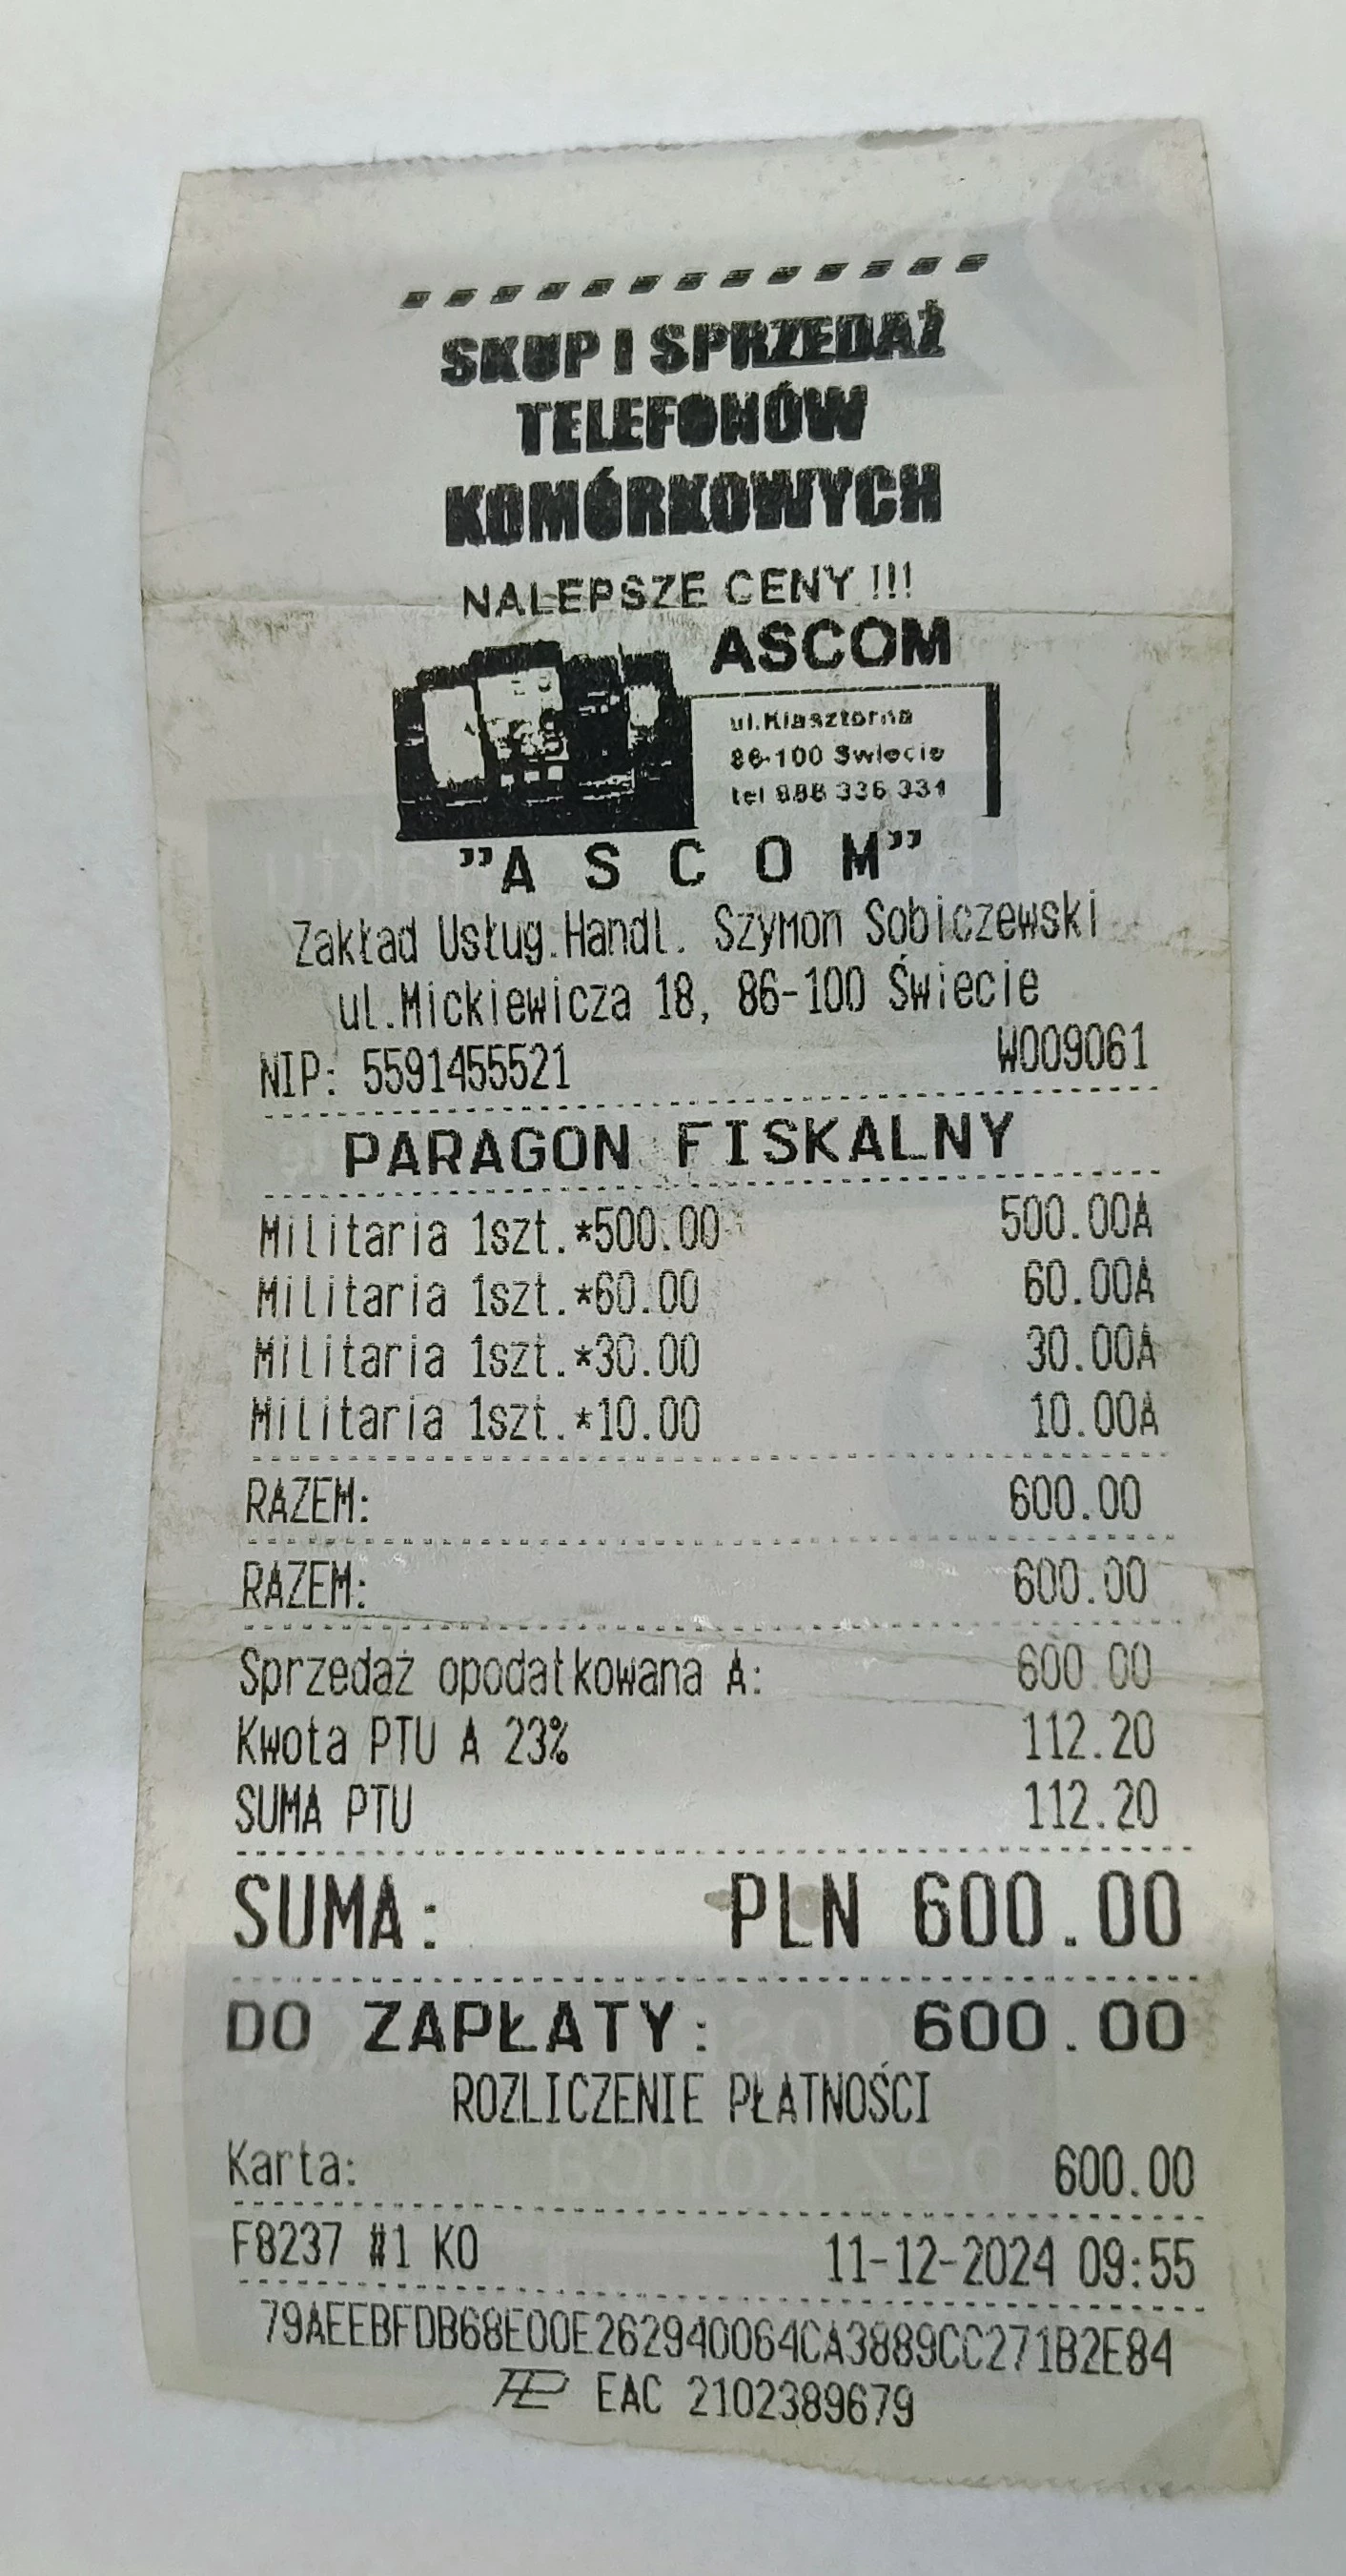 SKUP I SPRZEDAŻ
TELEFONÓW
KOMÓRKOWYCH
NALEPSZE CENY !!!
ASCOM
ul.Klasztorna
86-100 Swiecie
tel 888 336 331
"A S C O M"
Zakład Usług.Handl. Szymon Sobiczewski
ul.Mickiewicza 18, 86-100 Świecie
NIP: 5591455521 W009061
PARAGON FISKALNY
Militaria 1szt.*500.00 500.00A
Militaria 1szt.*60.00 60.00A
Militaria 1szt.*30.00 30.00A
Militaria 1szt.*10.00 10.00A
RAZEM: 600.00
RAZEM: 600.00
Sprzedaż opodatkowana A: 600.00
Kwota PTU A 23% 112.20
SUMA PTU 112.20
SUMA: PLN 600.00
DO ZAPŁATY: 600.00
ROZLICZENIE PŁATNOŚCI
Karta: 600.00
F8237 #1 KO 11-12-2024 09:55
79AEEBFDB68E00E262940064CA3889CC271B2E84
EAC 2102389679